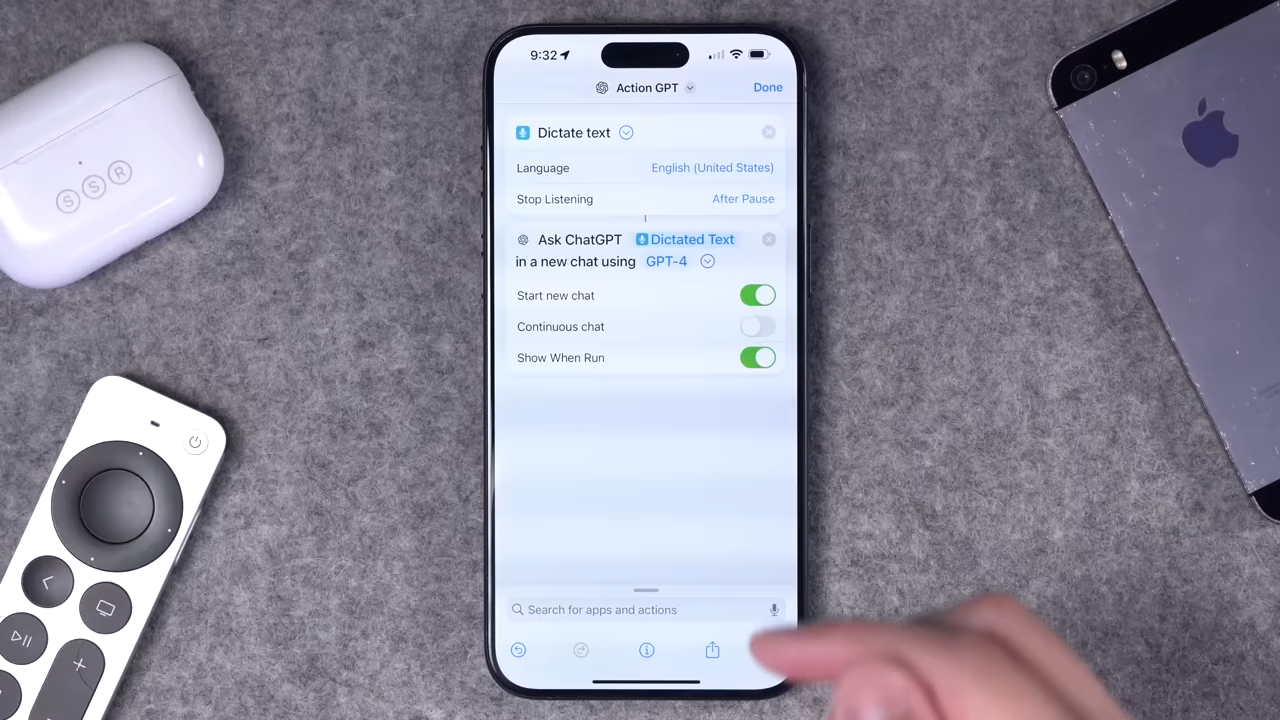 9:32
Action GPT
Done
Dictate text
Language
English (United States)
Stop Listening
After Pause
Ask ChatGPT Dictated Text
in a new chat using GPT-4
Start new chat
Continuous chat
Show When Run
Search for apps and actions
S S R